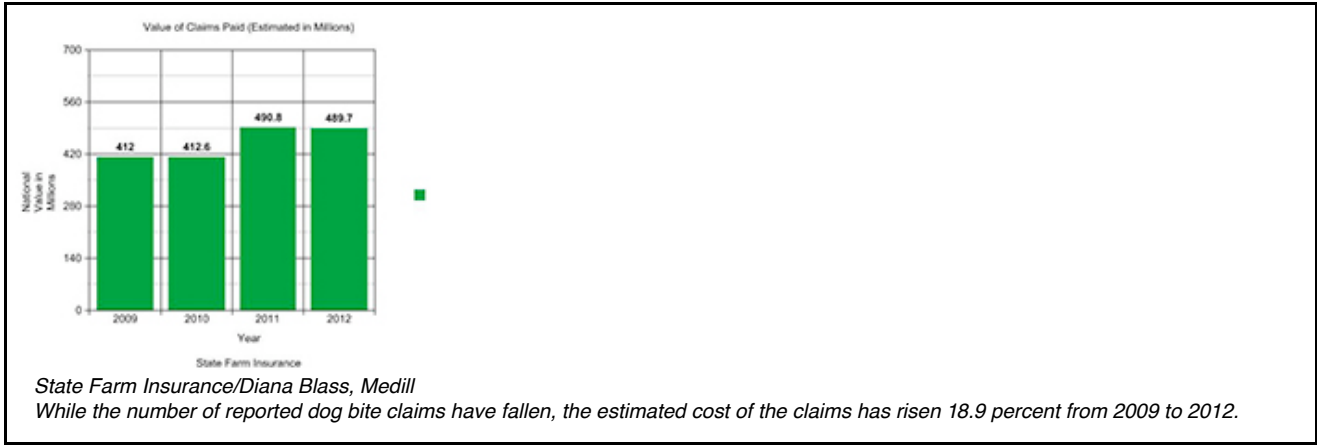 Value of Claims Paid (Estimated in Millions)
700
560
420
280
140
0
National
Value in
Millions
412
412.6
490.8
489.7
2009
2010
2011
2012
Year
State Farm Insurance
State Farm Insurance/Diana Blass, Medill
While the number of reported dog bite claims have fallen, the estimated cost of the claims has risen 18.9 percent from 2009 to 2012.